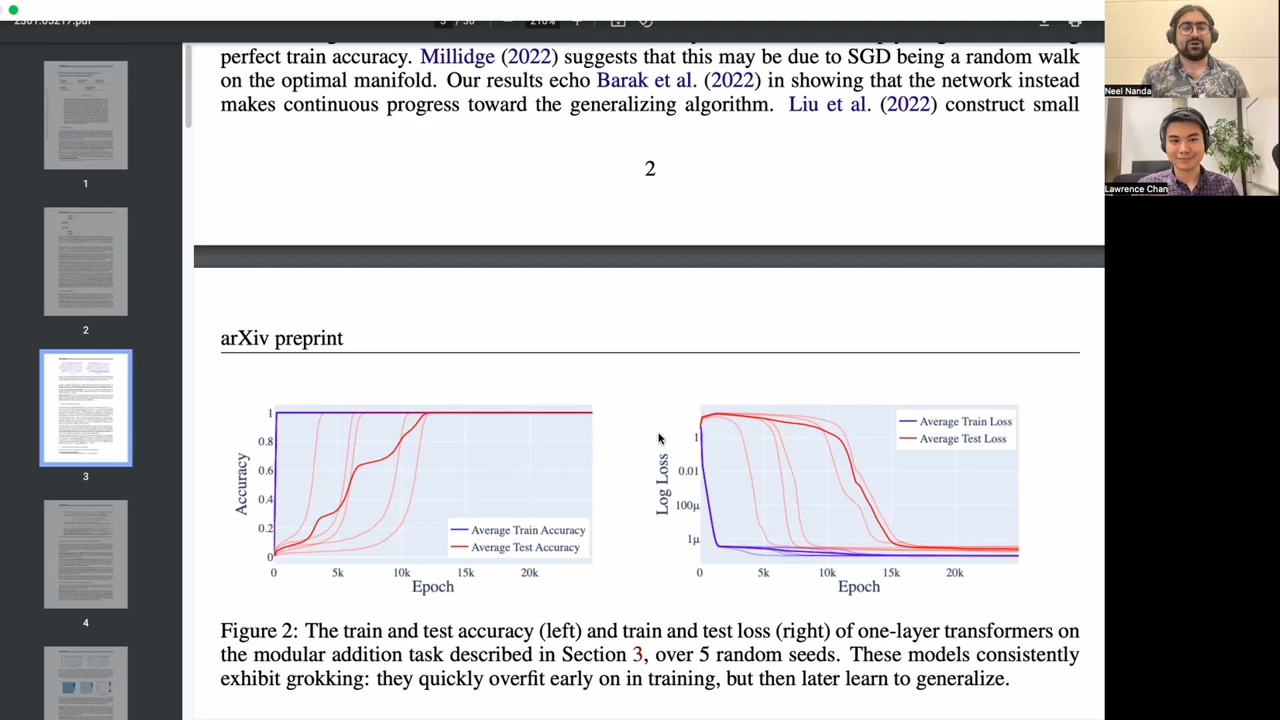 2301.05217.pdf
3 / 36
210%
perfect train accuracy. Millidge (2022) suggests that this may be due to SGD being a random walk
on the optimal manifold. Our results echo Barak et al. (2022) in showing that the network instead
makes continuous progress toward the generalizing algorithm. Liu et al. (2022) construct small
2
arXiv preprint
Accuracy
1
0.8
0.6
0.4
0.2
0
0
5k
10k
15k
20k
Epoch
Average Train Accuracy
Average Test Accuracy
Log Loss
1
0.01
100μ
1μ
0
5k
10k
15k
20k
Epoch
Average Train Loss
Average Test Loss
Figure 2: The train and test accuracy (left) and train and test loss (right) of one-layer transformers on
the modular addition task described in Section 3, over 5 random seeds. These models consistently
exhibit grokking: they quickly overfit early on in training, but then later learn to generalize.
1
2
3
4
Neel Nanda
Lawrence Chan